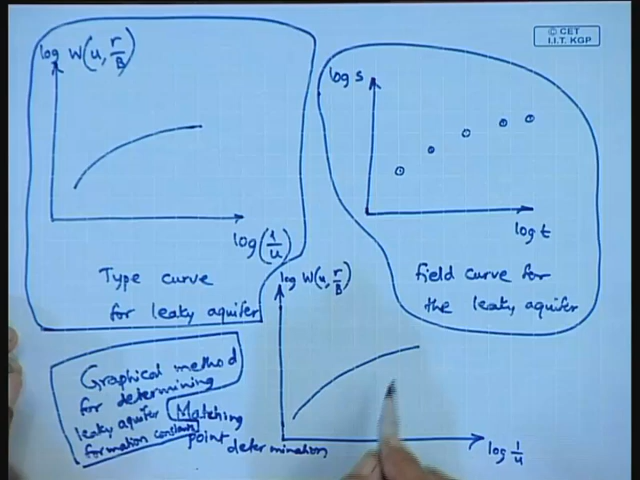 © CET
I.I.T. KGP
log W(u, r/B)
log (1/u)
Type curve
for leaky aquifer
log s
log t
field curve for
the leaky aquifer
Graphical method
for determining
leaky aquifer
formation constants
Matching
point determination
log W(u, r/B)
log 1/u